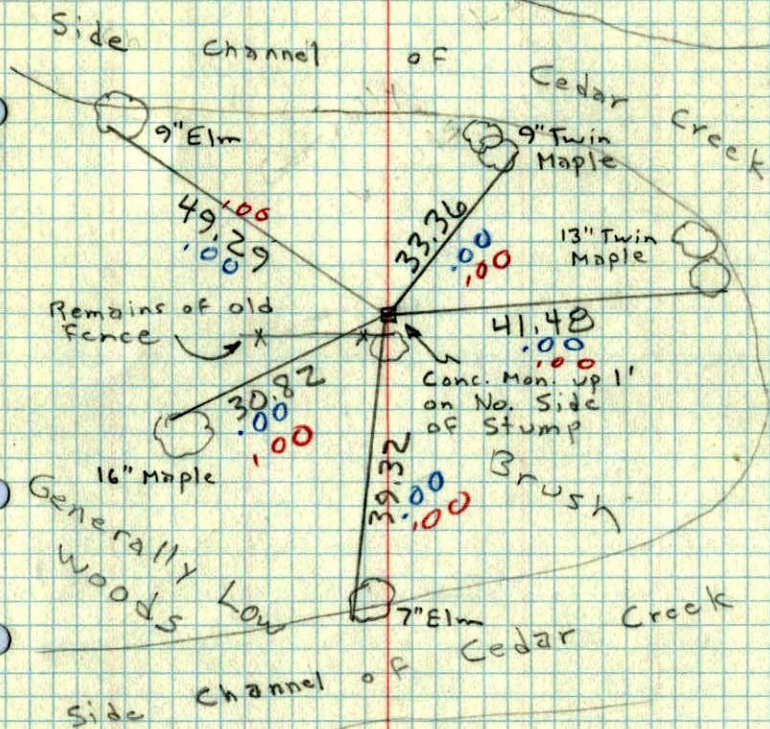 Side Channel of
Cedar Creek
9" Elm
9" Twin
Maple
49.29
.00
.00
33.36
.00
.00
13" Twin
Maple
Remains of old
Fence
41.48
.00
.00
Conc. Mon. up 1'
on No. Side
of Stump
30.82
.00
.00
16" Maple
39.32
.00
.00
Brush
Generally Low
Woods
7" Elm
Side Channel of Cedar Creek